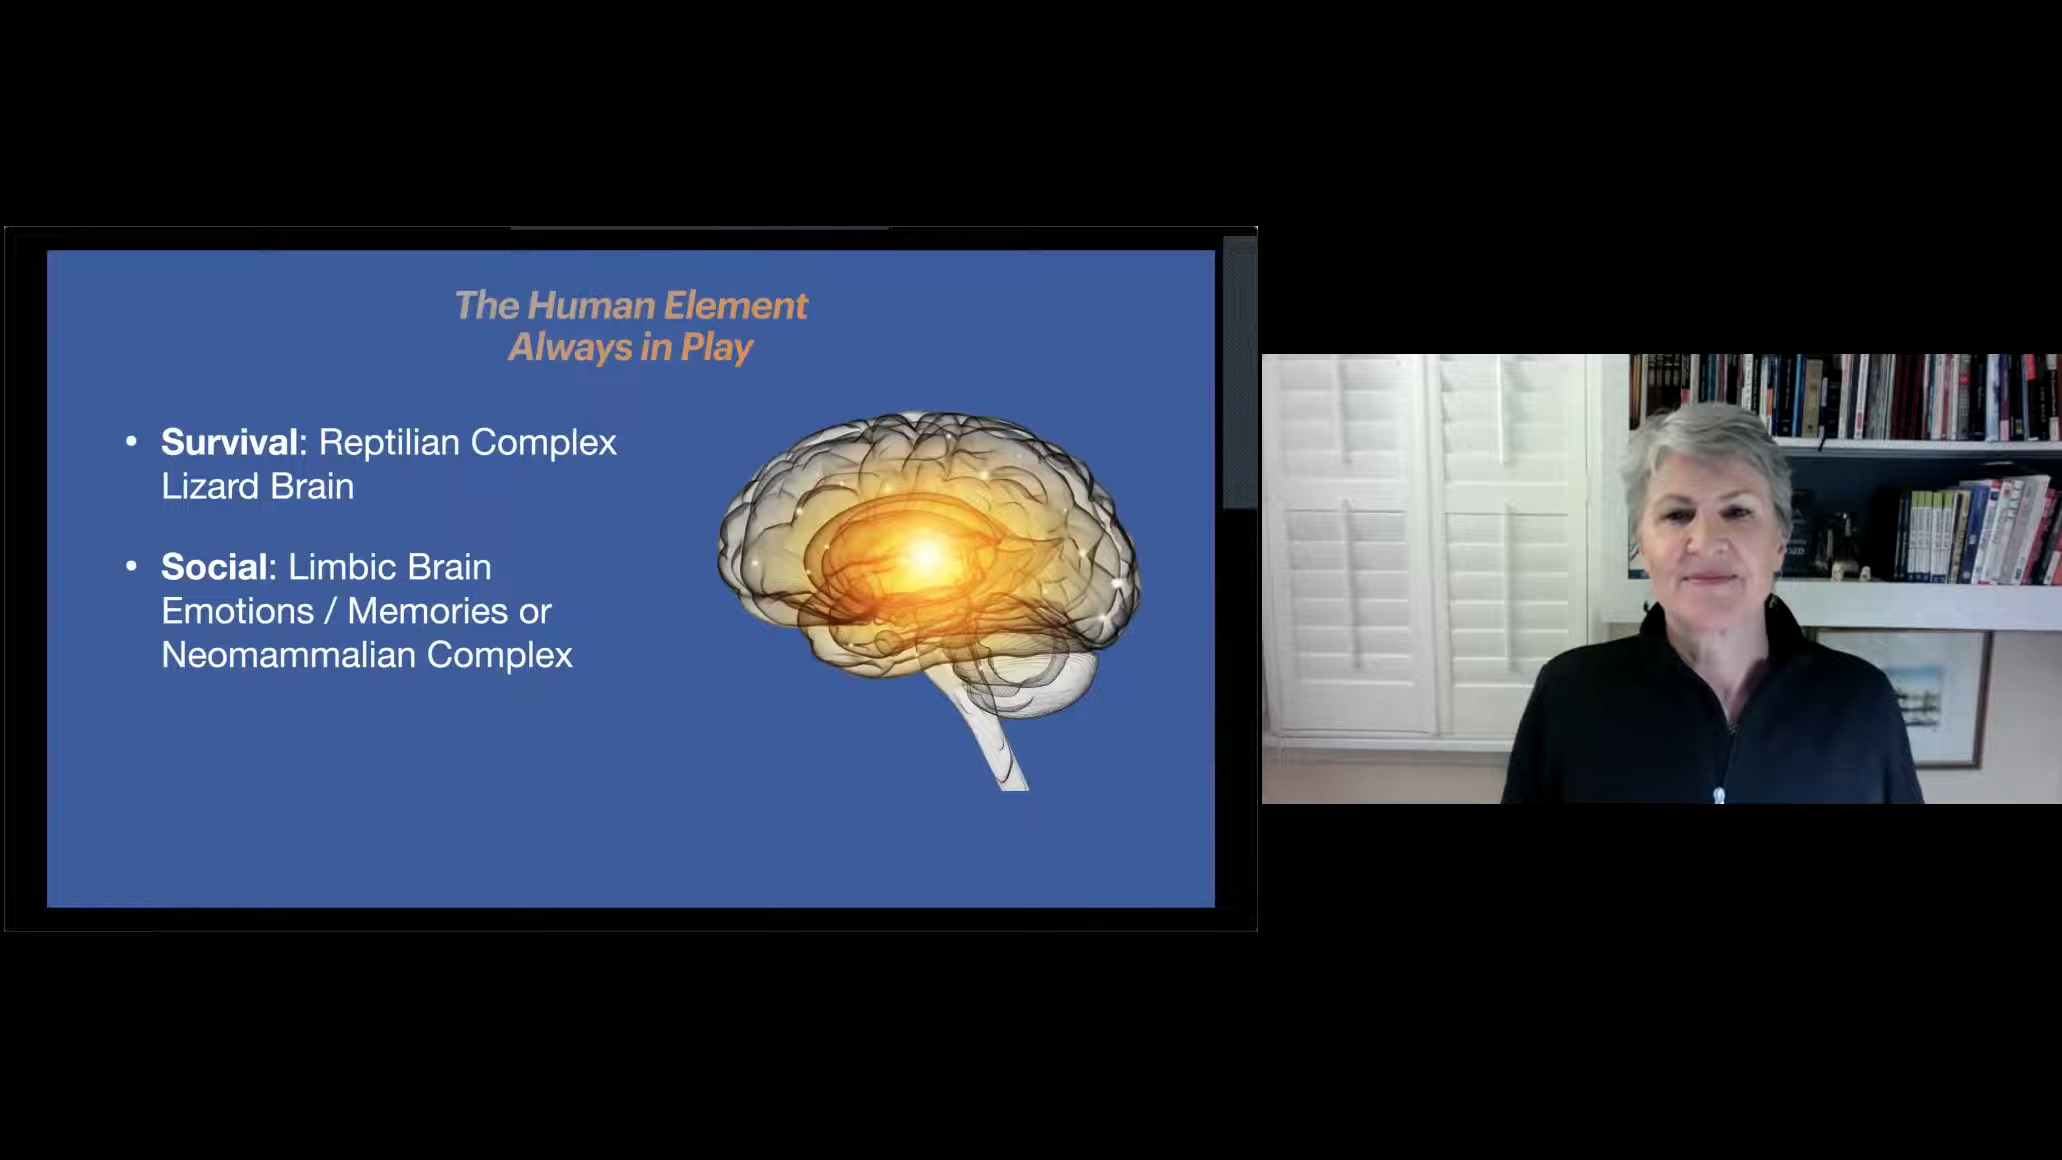 The Human Element
Always in Play
• Survival: Reptilian Complex
Lizard Brain
• Social: Limbic Brain
Emotions / Memories or
Neomammalian Complex